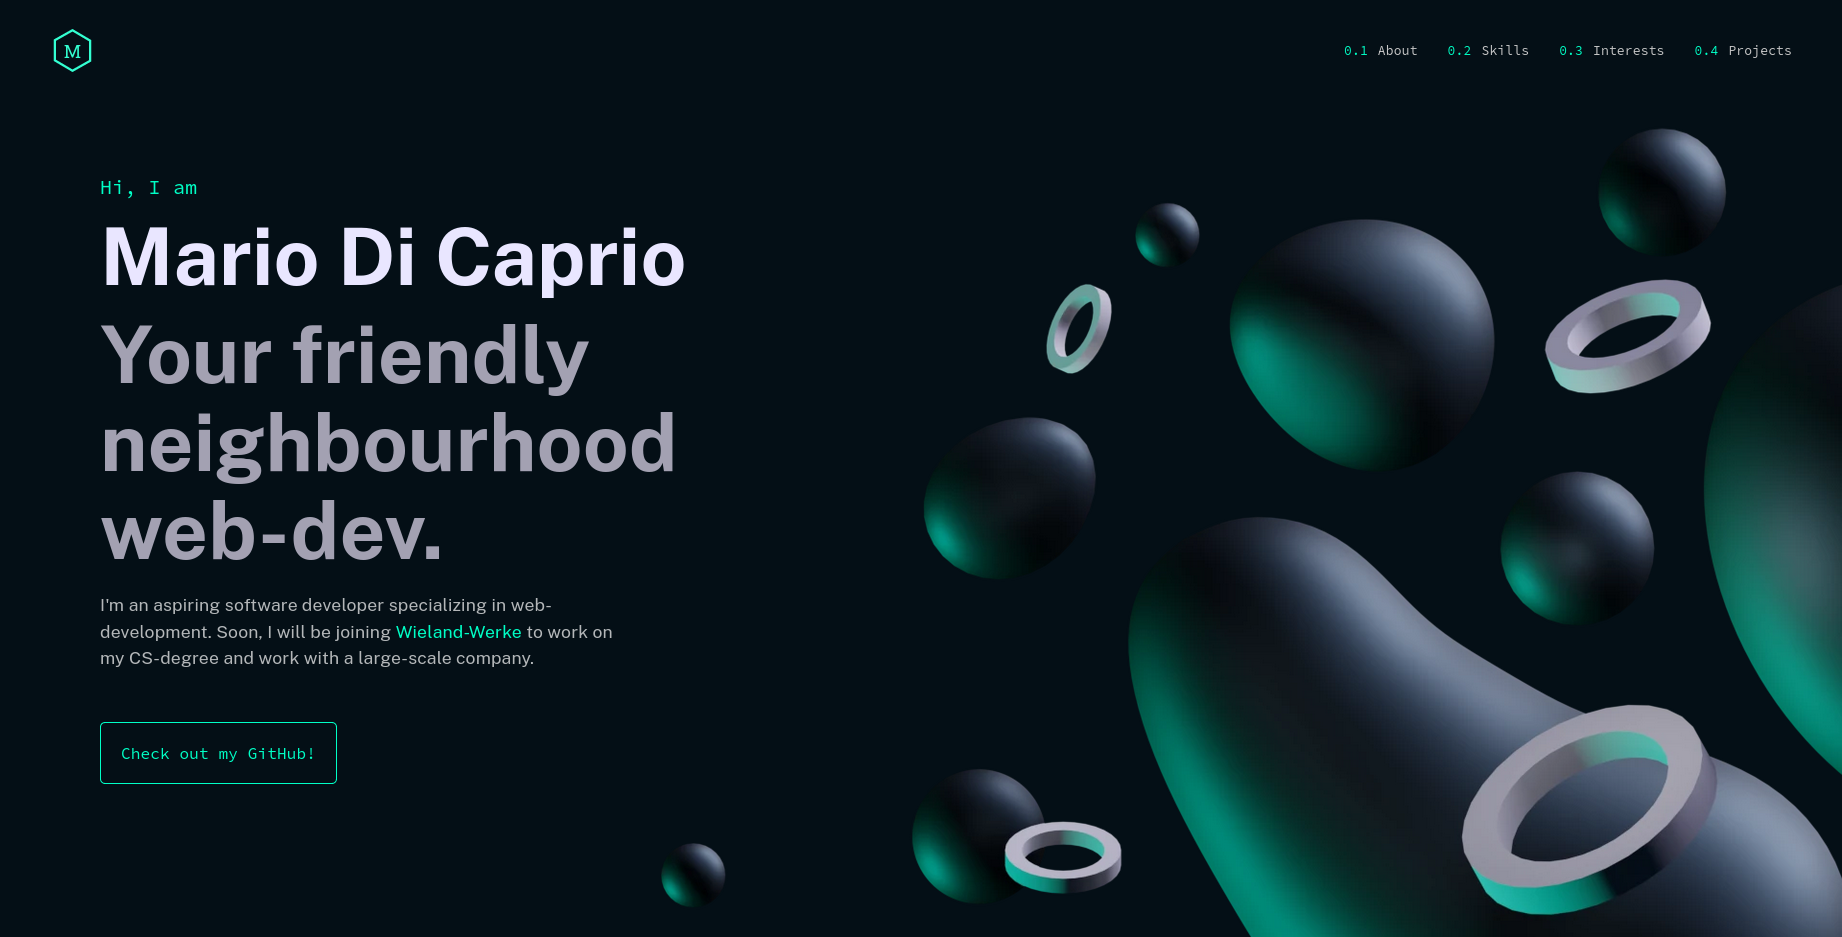 M
0.1 About 0.2 Skills 0.3 Interests 0.4 Projects
Hi, I am
Mario Di Caprio
Your friendly
neighbourhood
web-dev.
I'm an aspiring software developer specializing in web-
development. Soon, I will be joining Wieland-Werke to work on
my CS-degree and work with a large-scale company.
Check out my GitHub!